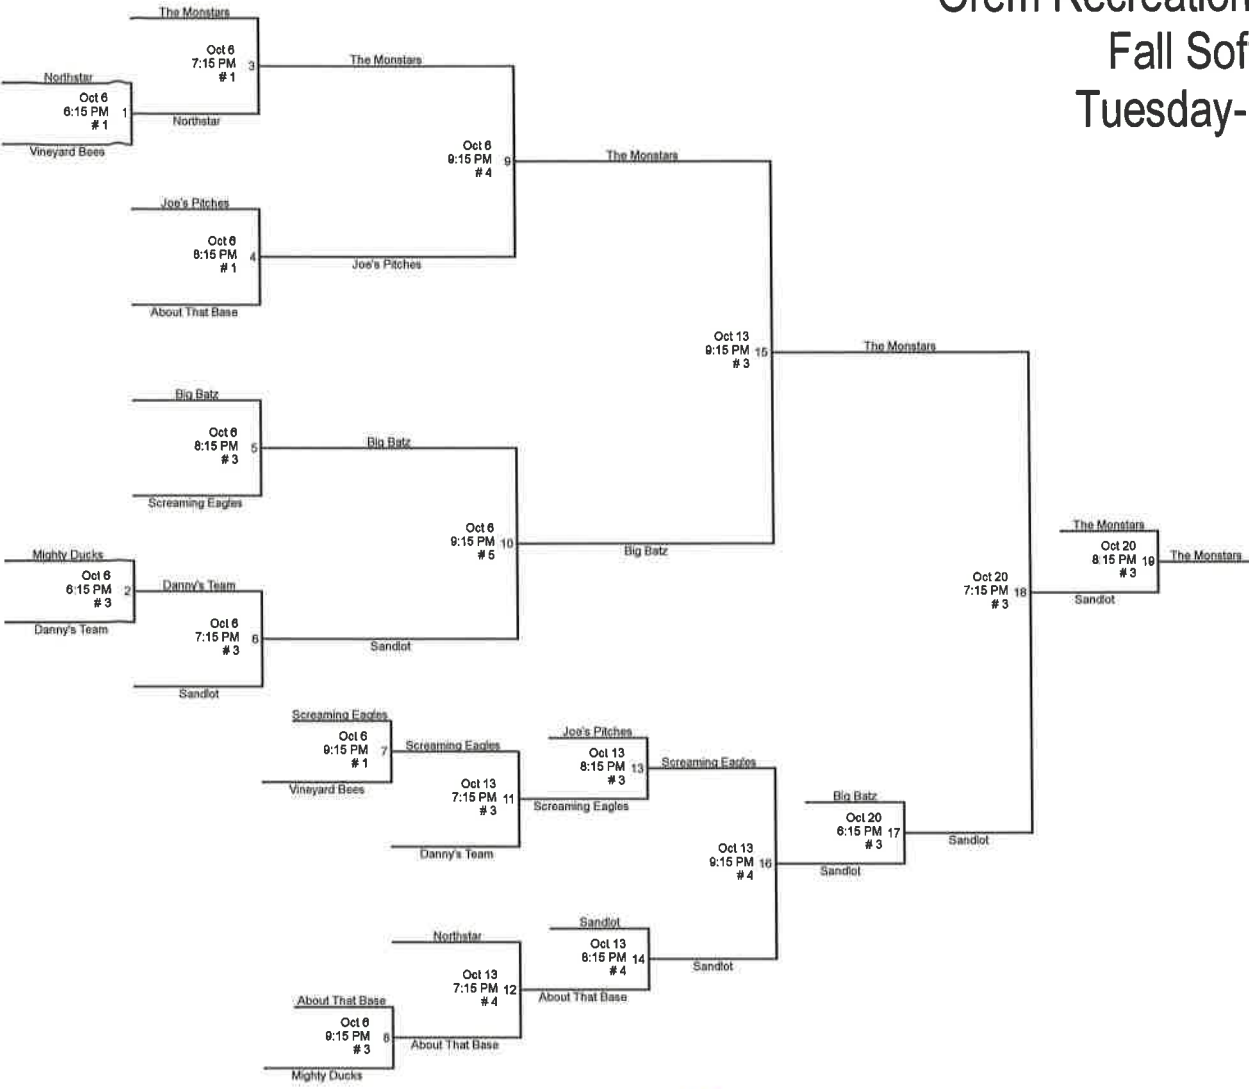 Orem Recreation
Fall Sof
Tuesday-
The Monstars
Oct 6
7:15 PM 3
# 1
Northstar
Oct 6
6:15 PM 1
# 1
Vineyard Bees
Northstar
The Monstars
Oct 6
9:15 PM 9
# 4
The Monstars
Joe's Pitches
Oct 6
8:15 PM 4
# 1
Joe's Pitches
About That Base
Oct 13
9:15 PM 15
# 3
The Monstars
Big Batz
Oct 6
8:15 PM 5
# 3
Big Batz
Screaming Eagles
Oct 6
9:15 PM 10
# 5
Big Batz
Mighty Ducks
Oct 6
6:15 PM 2
# 3
Danny's Team
Danny's Team
Oct 6
7:15 PM 6
# 3
Sandlot
Sandlot
Oct 20
7:15 PM 18
# 3
The Monstars
Oct 20
8:15 PM 19
# 3
The Monstars
Sandlot
Screaming Eagles
Oct 6
9:15 PM 7
# 1
Vineyard Bees
Screaming Eagles
Oct 13
7:15 PM 11
# 3
Danny's Team
Joe's Pitches
Oct 13
8:15 PM 13
# 3
Screaming Eagles
Screaming Eagles
Oct 13
9:15 PM 16
# 4
Big Batz
Oct 20
6:15 PM 17
# 3
Sandlot
Sandlot
Northstar
Oct 13
7:15 PM 12
# 4
Sandlot
Oct 13
8:15 PM 14
# 4
About That Base
Sandlot
About That Base
Oct 6
9:15 PM 8
# 3
Mighty Ducks
About That Base